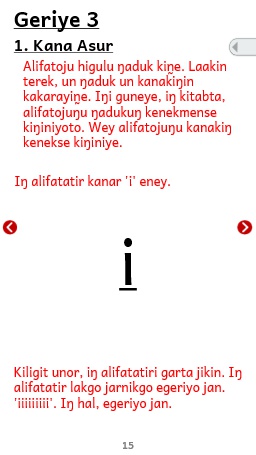 Geriye 3
1. Kana Asur
Alifatoju higulu ŋaduk kiŋe. Laakin
terek, un ŋaduk un kanakiŋin
kakarayiŋe. Iŋi guneye, iŋ kitabta,
alifatojuŋu ŋadukuŋ kenekmense
kiŋiniyoto. Wey alifatojuŋu kanakiŋ
kenekse kiŋiniye.
Iŋ alifatatir kanar 'i' eney.
i
Kiligit unor, iŋ alifatatiri garta jikin. Iŋ
alifatatir lakgo jarnikgo egeriyo jan.
'iiiiiiiii'. Iŋ hal, egeriyo jan.
15